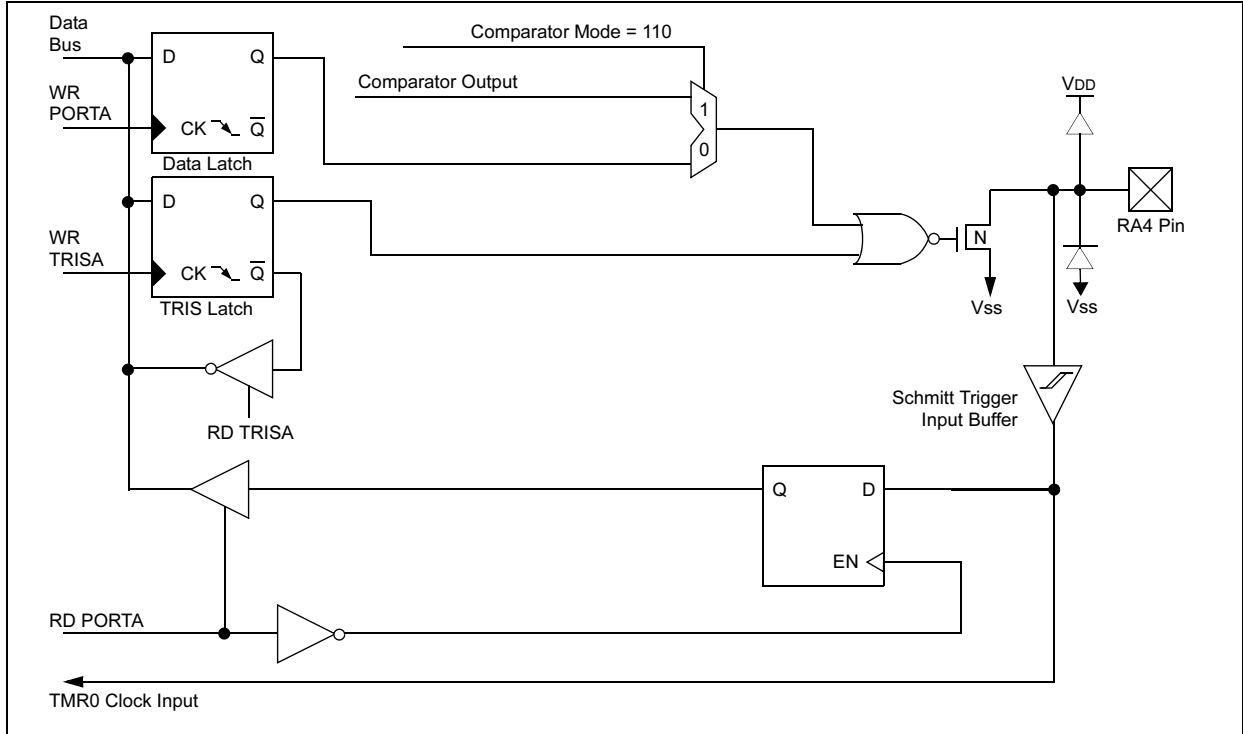 Data
Bus
D
Q
WR
PORTA
CK
Q̅
Data Latch
Comparator Mode = 110
Comparator Output
1
0
D
Q
WR
TRISA
CK
Q̅
TRIS Latch
RD TRISA
N
VSS
VDD
RA4 Pin
VSS
Schmitt Trigger
Input Buffer
Q
D
EN
RD PORTA
TMR0 Clock Input